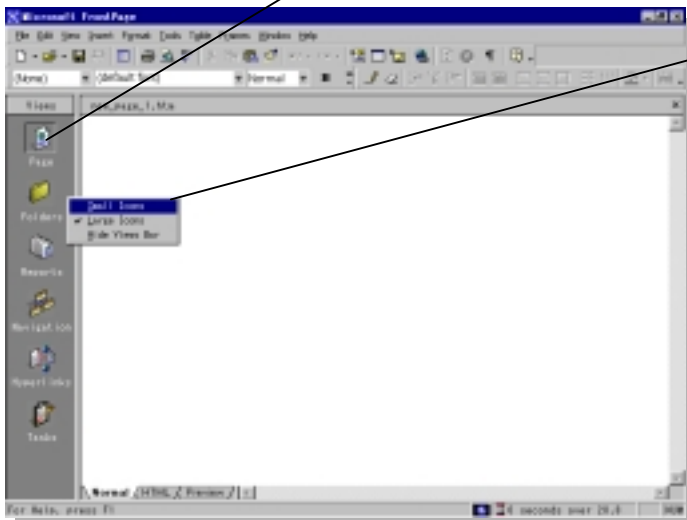 Microsoft FrontPage
File Edit View Insert Format Tools Table Frames Window Help
(None) (default font) Normal
Views new_page_1.htm
Page
Folders
Small Icons
Large Icons
Hide Views Bar
Reports
Navigation
Hyperlinks
Tasks
Normal HTML Preview
For Help, press F1 seconds over 28.8 NUM